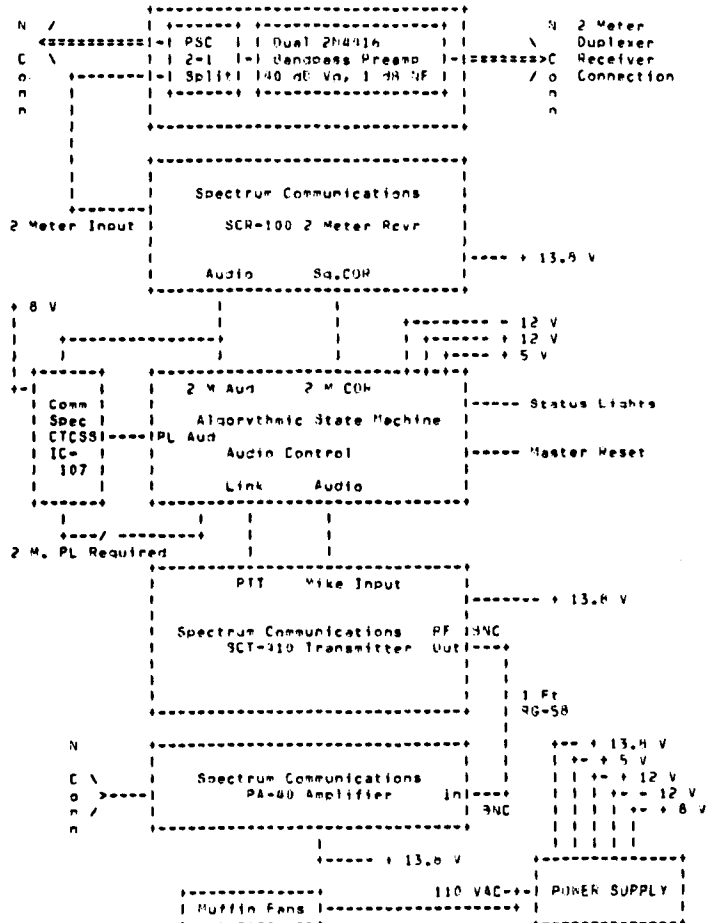 N 2 Meter
PSC Dual 2N4416 Duplexer
C 2-1 Bandpass Preamp C Receiver
o Split 40 dB Vg, 1 dB NF o Connection
n n
n n
Spectrum Communications
2 Meter Input SCR-100 2 Meter Rcvr
+ 13.8 V
Audio Sq.COR
+ 8 V
- 12 V
+ 12 V
+ 5 V
2 M Aud 2 M COR
Comm Algorythmic State Machine Status Lights
Spec
CTCSS PL Aud
IC- Audio Control Master Reset
107
Link Audio
2 M. PL Required
PTT Mike Input
+ 13.8 V
Spectrum Communications RF BNC
SCT-410 Transmitter Out
1 Ft
RG-58
N + 13.8 V
+ 5 V
C Spectrum Communications + 12 V
o PA-40 Amplifier In - 12 V
n BNC + 8 V
n
+ 13.8 V
110 VAC POWER SUPPLY
Muffin Fans